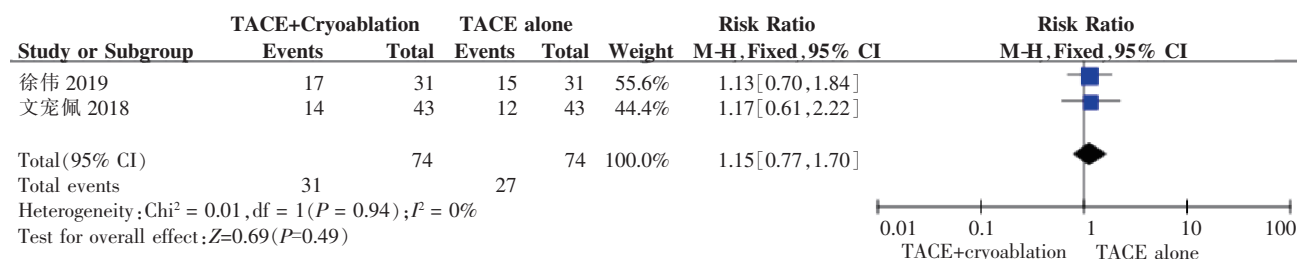 TACE+Cryoablation TACE alone Risk Ratio Risk Ratio
Study or Subgroup Events Total Events Total Weight M-H,Fixed,95% CI M-H,Fixed,95% CI
徐伟 2019 17 31 15 31 55.6% 1.13[0.70,1.84]
文宠佩 2018 14 43 12 43 44.4% 1.17[0.61,2.22]
Total(95% CI) 74 74 100.0% 1.15[0.77,1.70]
Total events 31 27
Heterogeneity:Chi² = 0.01,df = 1(P = 0.94);I² = 0%
Test for overall effect:Z=0.69(P=0.49)
0.01 0.1 1 10 100
TACE+cryoablation TACE alone